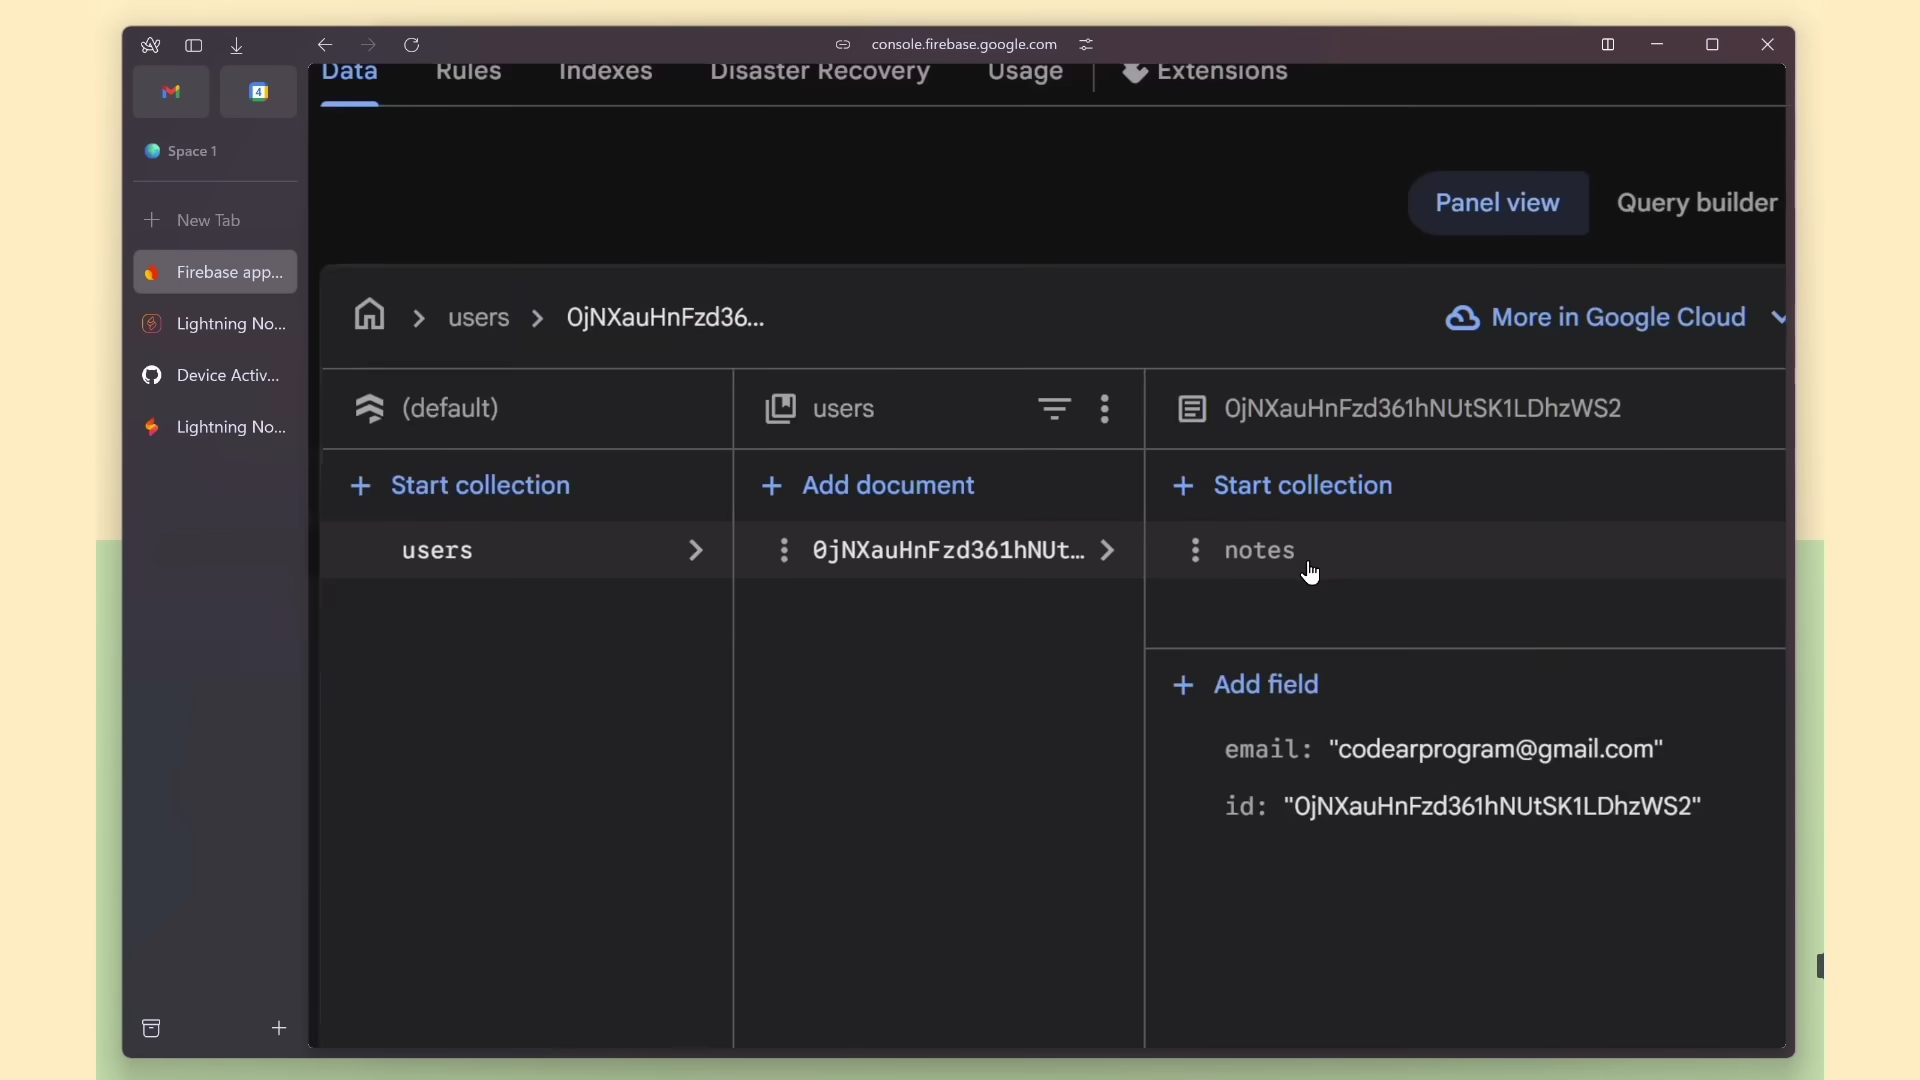 console.firebase.google.com
4
Space 1
New Tab
Firebase app...
Lightning No...
Device Activ...
Lightning No...
Data
Rules
Indexes
Disaster Recovery
Usage
Extensions
Panel view
Query builder
users
0jNXauHnFzd36...
More in Google Cloud
(default)
users
0jNXauHnFzd361hNUtSK1LDhzWS2
+ Start collection
+ Add document
+ Start collection
users
0jNXauHnFzd361hNUt...
notes
+ Add field
email: "codearprogram@gmail.com"
id: "0jNXauHnFzd361hNUtSK1LDhzWS2"